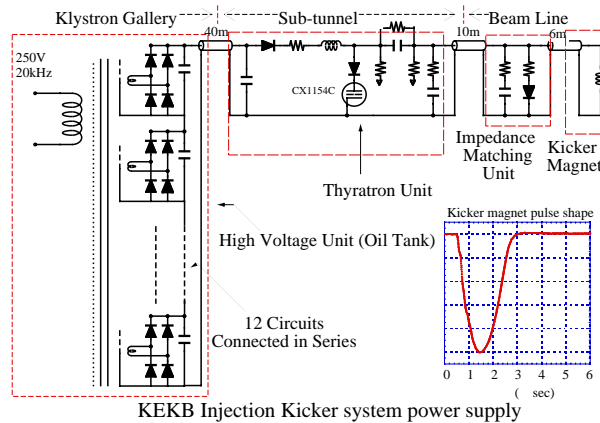 Klystron Gallery
Sub-tunnel
Beam Line
40m
10m
6m
250V
20kHz
CX1154C
Impedance
Matching
Unit
Kicker
Magnet
Thyratron Unit
High Voltage Unit (Oil Tank)
12 Circuits
Connected in Series
Kicker magnet pulse shape
0 1 2 3 4 5 6
( sec)
KEKB Injection Kicker system power supply